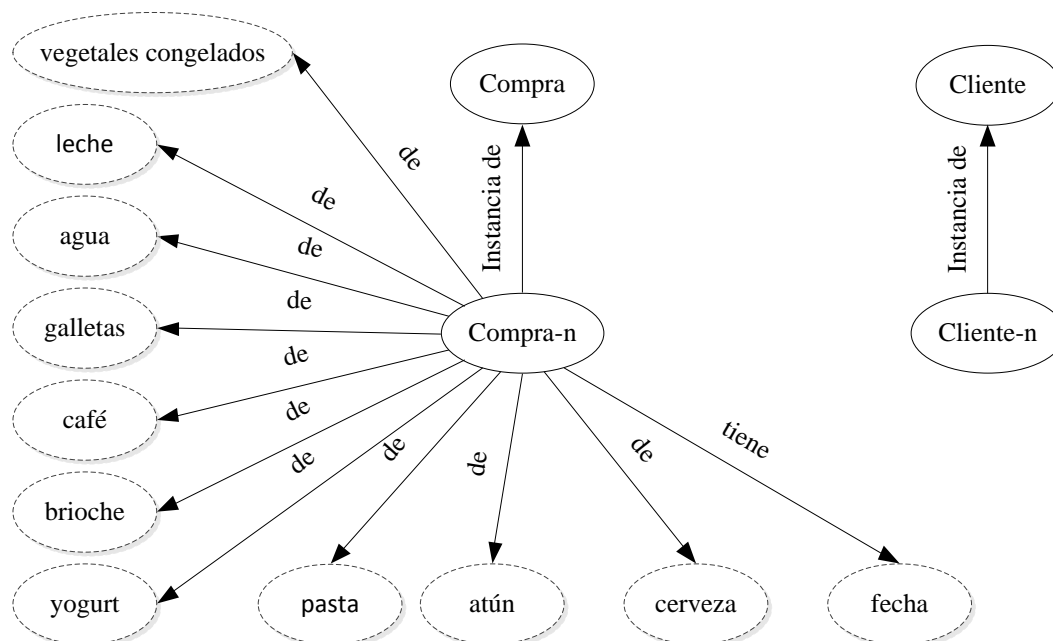 vegetales congelados
Compra
Cliente
leche
de
Instancia de
Instancia de
de
agua
de
galletas
de
Compra-n
Cliente-n
café
de
brioche
de
de
de
de
de
tiene
yogurt
pasta
atún
cerveza
fecha